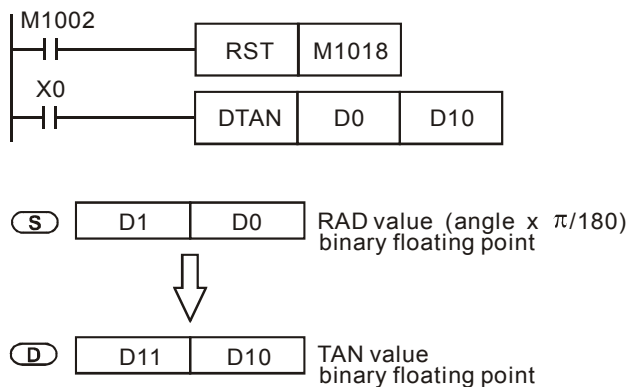 M1002
RST M1018
X0
DTAN D0 D10
S D1 D0 RAD value (angle x π/180)
binary floating point
D D11 D10 TAN value
binary floating point